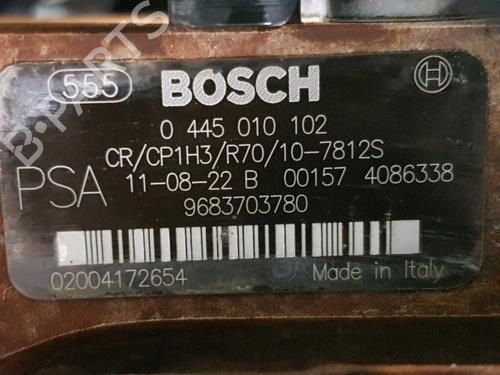 555 BOSCH
0 445 010 102
CR/CP1H3/R70/10-7812S
PSA 11-08-22 B 00157 4086338
9683703780
02004172654 Made in Italy
B-PARTS